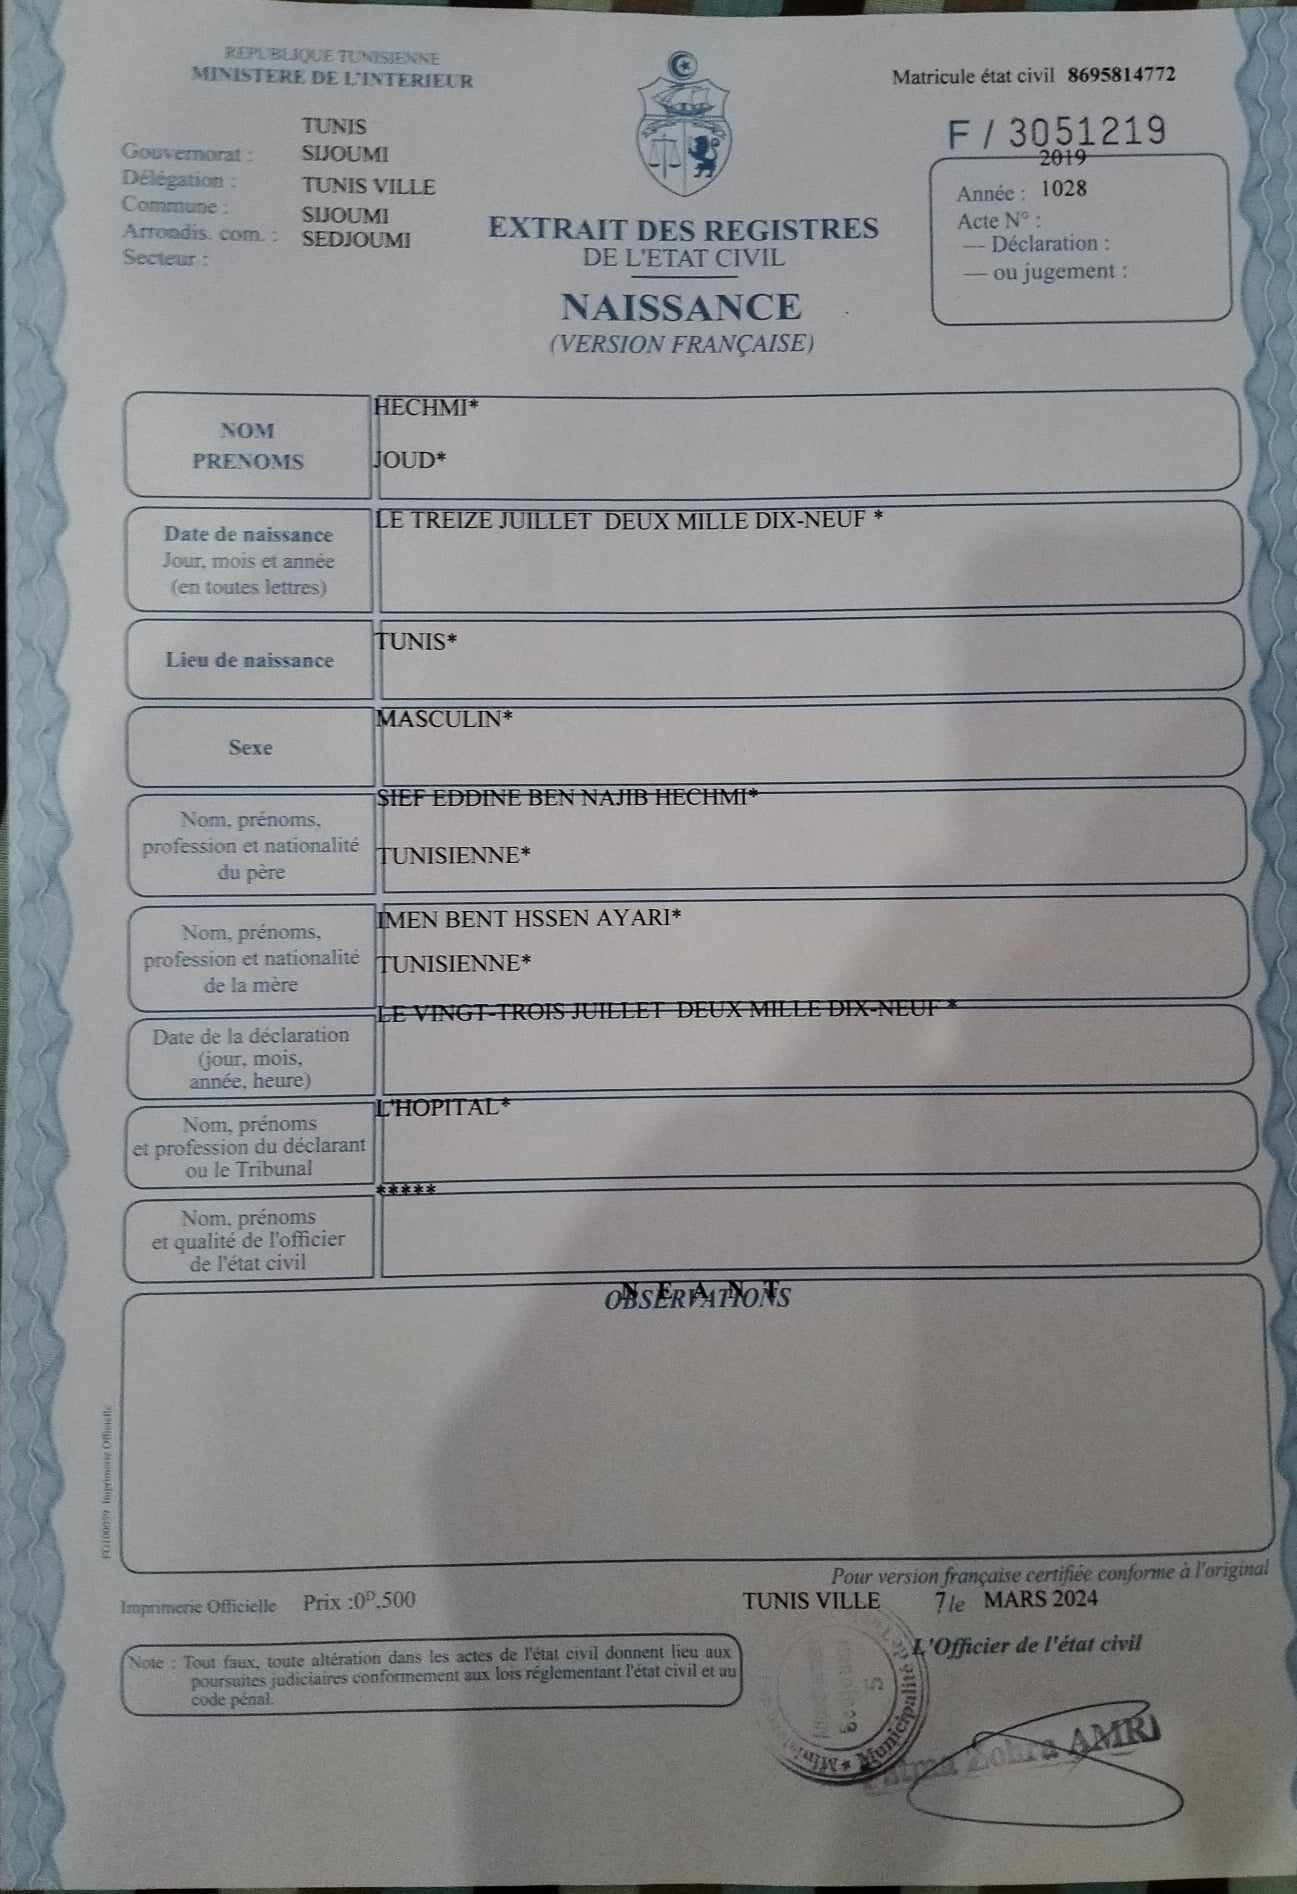 REPUBLIQUE TUNISIENNE
MINISTERE DE L'INTERIEUR
Matricule état civil 8695814772
F / 3051219
TUNIS
Gouvernorat : SIJOUMI
Délégation : TUNIS VILLE
Commune : SIJOUMI
Arrondis. com. : SEDJOUMI
Secteur :
EXTRAIT DES REGISTRES
DE L'ETAT CIVIL
NAISSANCE
(VERSION FRANÇAISE)
2019
Année : 1028
Acte N° :
— Déclaration :
— ou jugement :
HECHMI*
NOM
PRENOMS
JOUD*
LE TREIZE JUILLET DEUX MILLE DIX-NEUF *
Date de naissance
Jour, mois et année
(en toutes lettres)
TUNIS*
Lieu de naissance
MASCULIN*
Sexe
SIEF EDDINE BEN NAJIB HECHMI*
Nom, prénoms,
profession et nationalité
du père
TUNISIENNE*
IMEN BENT HSSEN AYARI*
Nom, prénoms,
profession et nationalité
de la mère
TUNISIENNE*
LE VINGT-TROIS JUILLET DEUX MILLE DIX-NEUF *
Date de la déclaration
(jour, mois,
année, heure)
L'HOPITAL*
Nom, prénoms
et profession du déclarant
ou le Tribunal
*****
Nom, prénoms
et qualité de l'officier
de l'état civil
N E A N T
OBSERVATIONS
Imprimerie Officielle
Pour version française certifiée conforme à l'original
Imprimerie Officielle Prix :0D,500
TUNIS VILLE 7 le MARS 2024
L'Officier de l'état civil
Note : Tout faux, toute altération dans les actes de l'état civil donnent lieu aux
poursuites judiciaires conformement aux lois réglementant l'état civil et au
code pénal.
Municipalité
5
Zohra AMRI